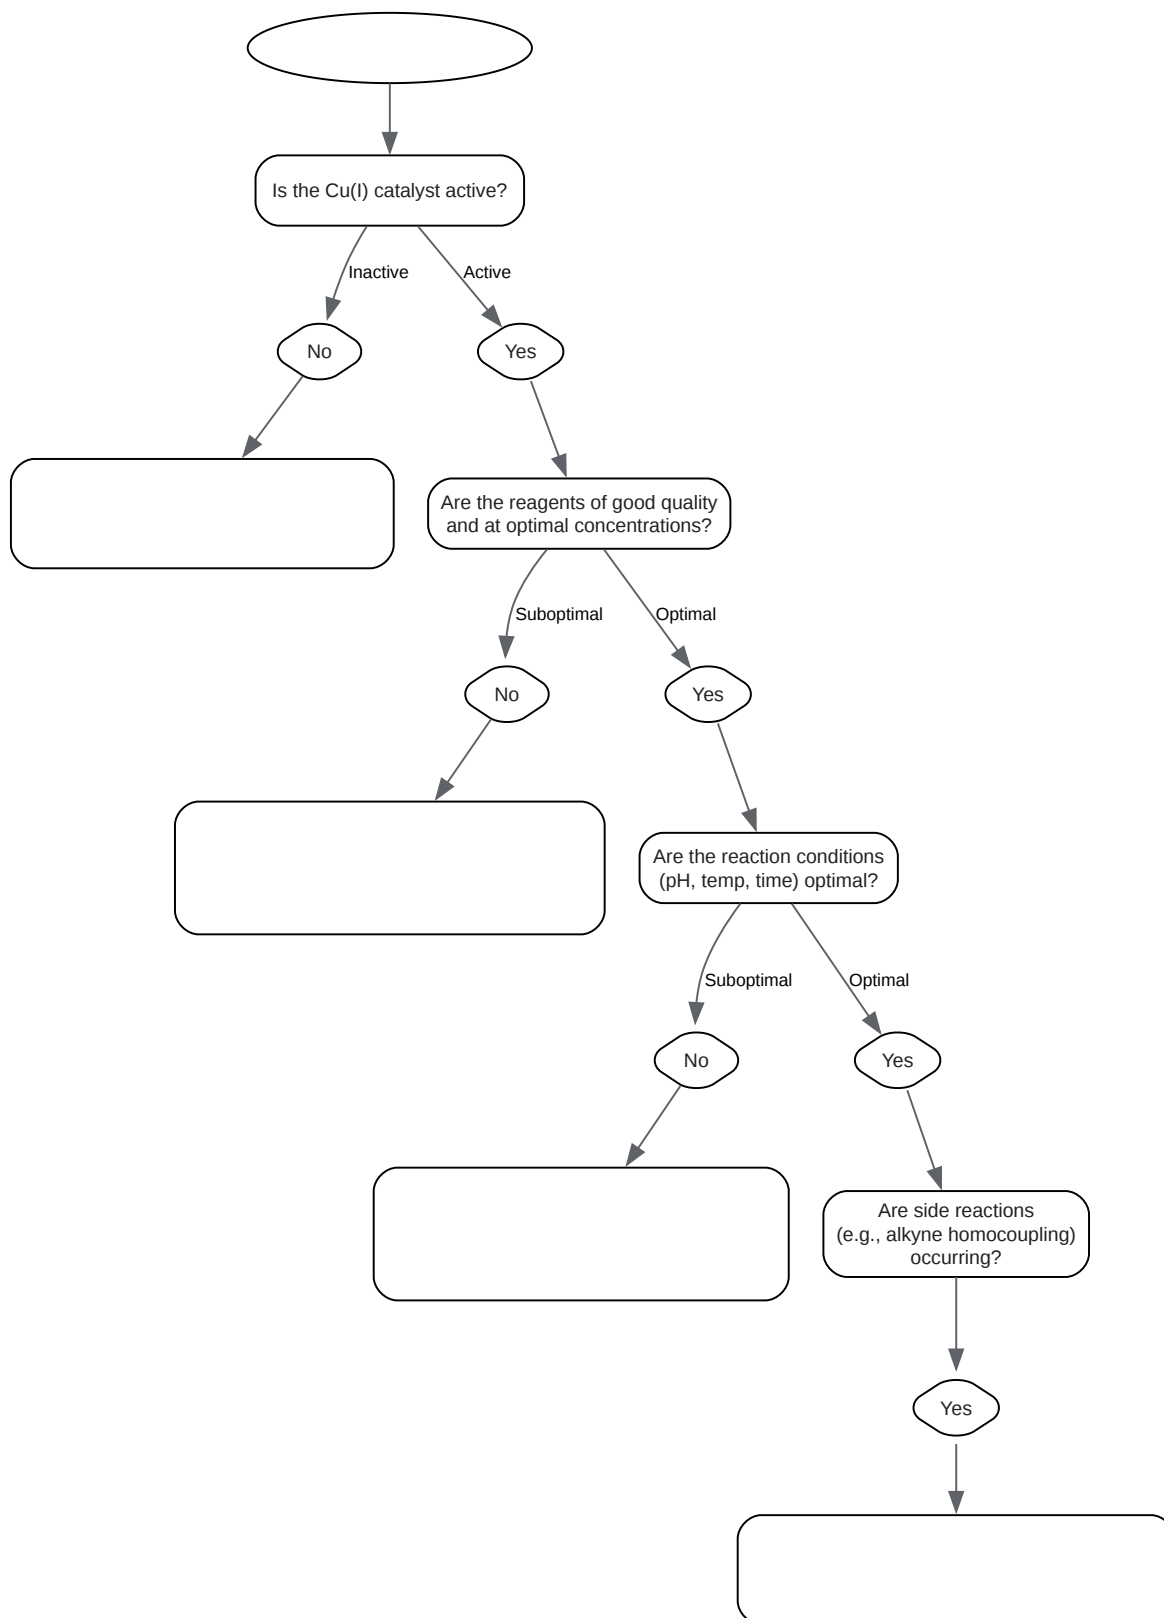 Is the Cu(I) catalyst active?
Inactive
Active
No
Yes
Are the reagents of good quality
and at optimal concentrations?
Suboptimal
Optimal
No
Yes
Are the reaction conditions
(pH, temp, time) optimal?
Suboptimal
Optimal
No
Yes
Are side reactions
(e.g., alkyne homocoupling)
occurring?
Yes